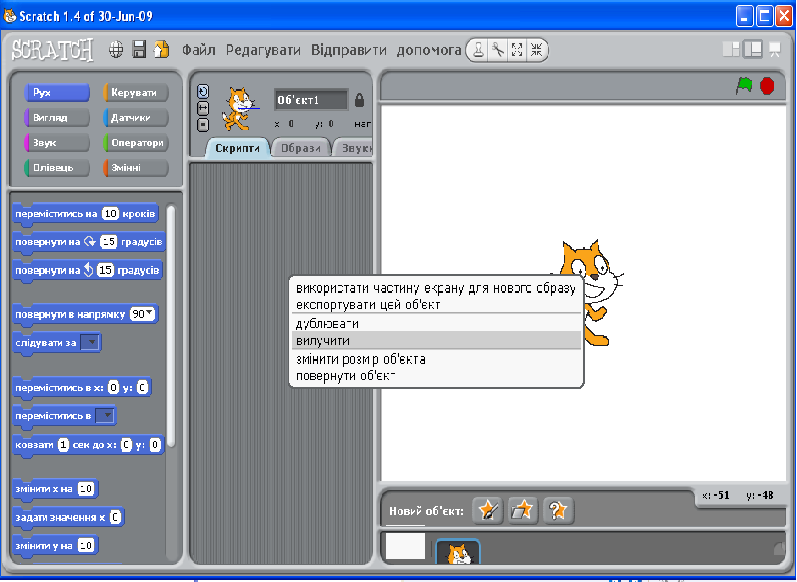 Scratch 1.4 of 30-Jun-09
SCRATCH Файл Редагувати Відправити допомога
Рух Керувати
Вигляд Датчики
Звук Оператори
Олівець Змінні
Об'єкт1
x: 0 y: 0 наг
Скрипти Образи Звуки
переміститись на 10 кроків
повернути на 15 градусів
повернути на 15 градусів
повернути в напрямку 90
слідувати за
переміститись в x: 0 y: 0
переміститись в
ковзати 1 сек до x: 0 y: 0
змінити x на 10
задати значення x 0
змінити y на 10
використати частину екрану для нового образу
експортувати цей об'єкт
дублювати
вилучити
змінити розмір об'єкта
повернути об'єкт
x: -51 y: -48
Новий об'єкт: